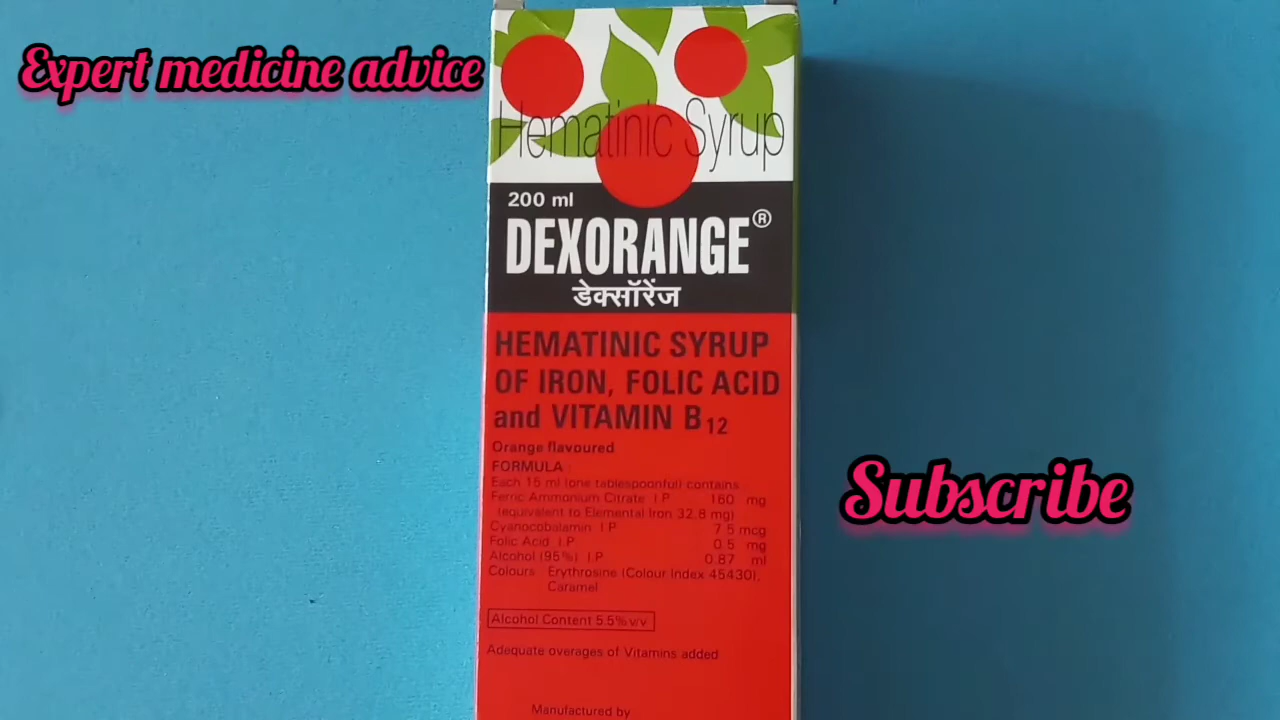 Expert medicine advice
Hematinic Syrup
200 ml
DEXORANGE®
डेक्सॉरेंज
HEMATINIC SYRUP
OF IRON, FOLIC ACID
and VITAMIN B12
Orange flavoured
FORMULA :
Each 15 ml (one tablespoonful) contains
Ferric Ammonium Citrate I.P 160 mg
(equivalent to Elemental Iron 32.8 mg)
Cyanocobalamin I.P 7.5 mcg
Folic Acid I.P 0.5 mg
Alcohol (95%) I.P 0.87 ml
Colours Erythrosine (Colour Index 45430),
Caramel
Subscribe
Alcohol Content 5.5% v/v
Adequate overages of Vitamins added
Manufactured by